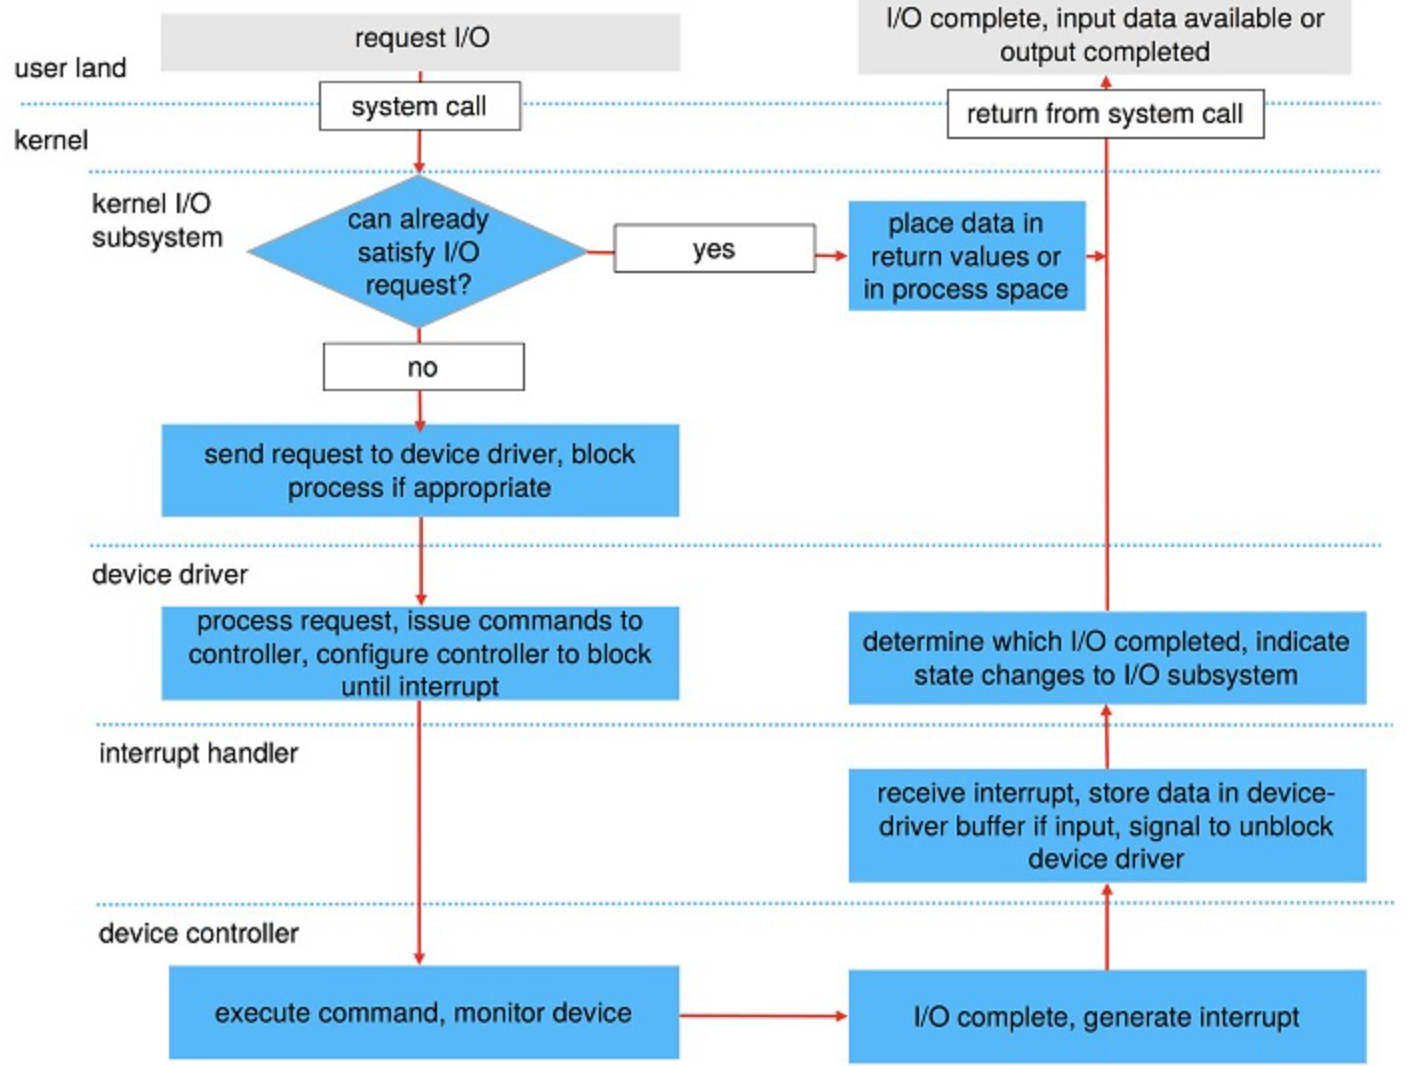 request I/O
I/O complete, input data available or
output completed
user land
system call
return from system call
kernel
kernel I/O
subsystem
can already
satisfy I/O
request?
yes
place data in
return values or
in process space
no
send request to device driver, block
process if appropriate
device driver
process request, issue commands to
controller, configure controller to block
until interrupt
determine which I/O completed, indicate
state changes to I/O subsystem
interrupt handler
receive interrupt, store data in device-
driver buffer if input, signal to unblock
device driver
device controller
execute command, monitor device
I/O complete, generate interrupt